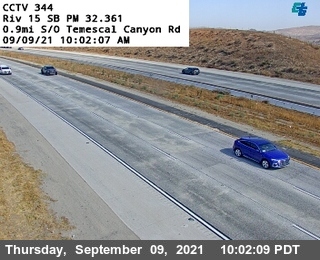 CCTV 344
Riv 15 SB PM 32.361
0.9mi S/O Temescal Canyon Rd
09/09/21 10:02:07 AM
Thursday, September 09, 2021 10:02:09 PDT